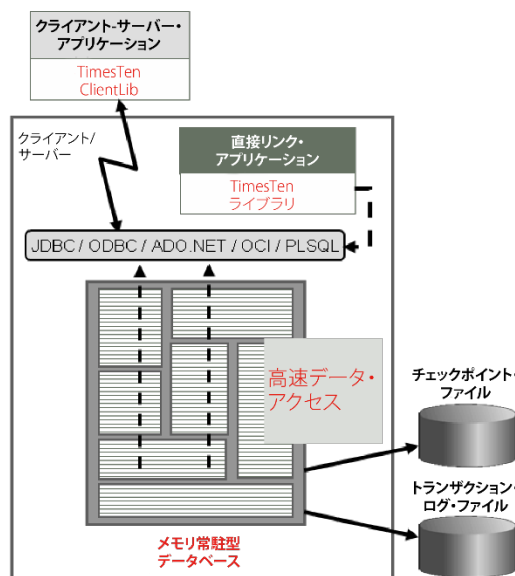 クライアント-サーバー・
アプリケーション
TimesTen
ClientLib
クライアント/
サーバー
直接リンク・
アプリケーション
TimesTen
ライブラリ
JDBC / ODBC / ADO.NET / OCI / PLSQL
高速データ・
アクセス
チェックポイント・
ファイル
トランザクション・
ログ・ファイル
メモリ常駐型
データベース